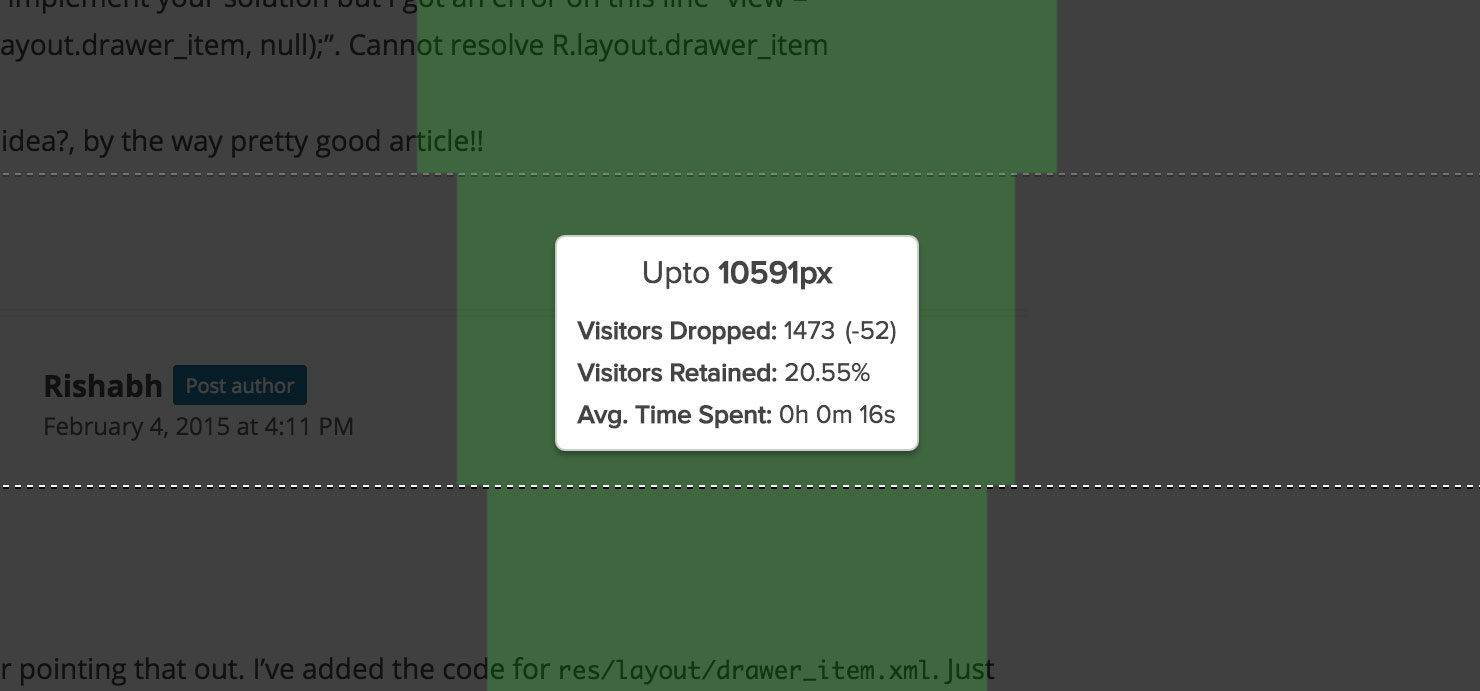 implement your solution but I got an error on this line "view =
ayout.drawer_item, null);”. Cannot resolve R.layout.drawer_item
idea?, by the way pretty good article!!
Upto 10591px
Visitors Dropped: 1473 (-52)
Visitors Retained: 20.55%
Avg. Time Spent: 0h 0m 16s
Rishabh Post author
February 4, 2015 at 4:11 PM
r pointing that out. I’ve added the code for res/layout/drawer_item.xml. Just